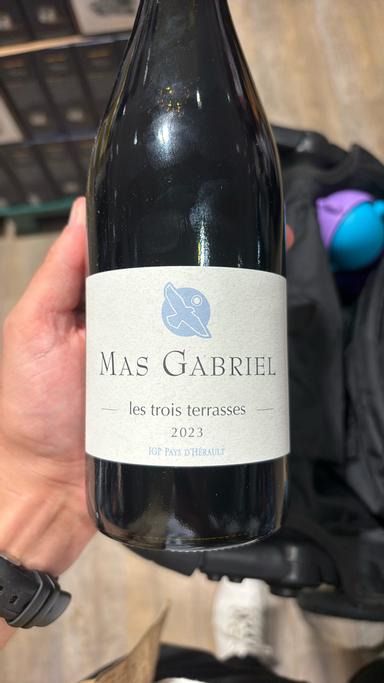 MAS GABRIEL
les trois terrasses
2023
IGP PAYS D'HÉRAULT